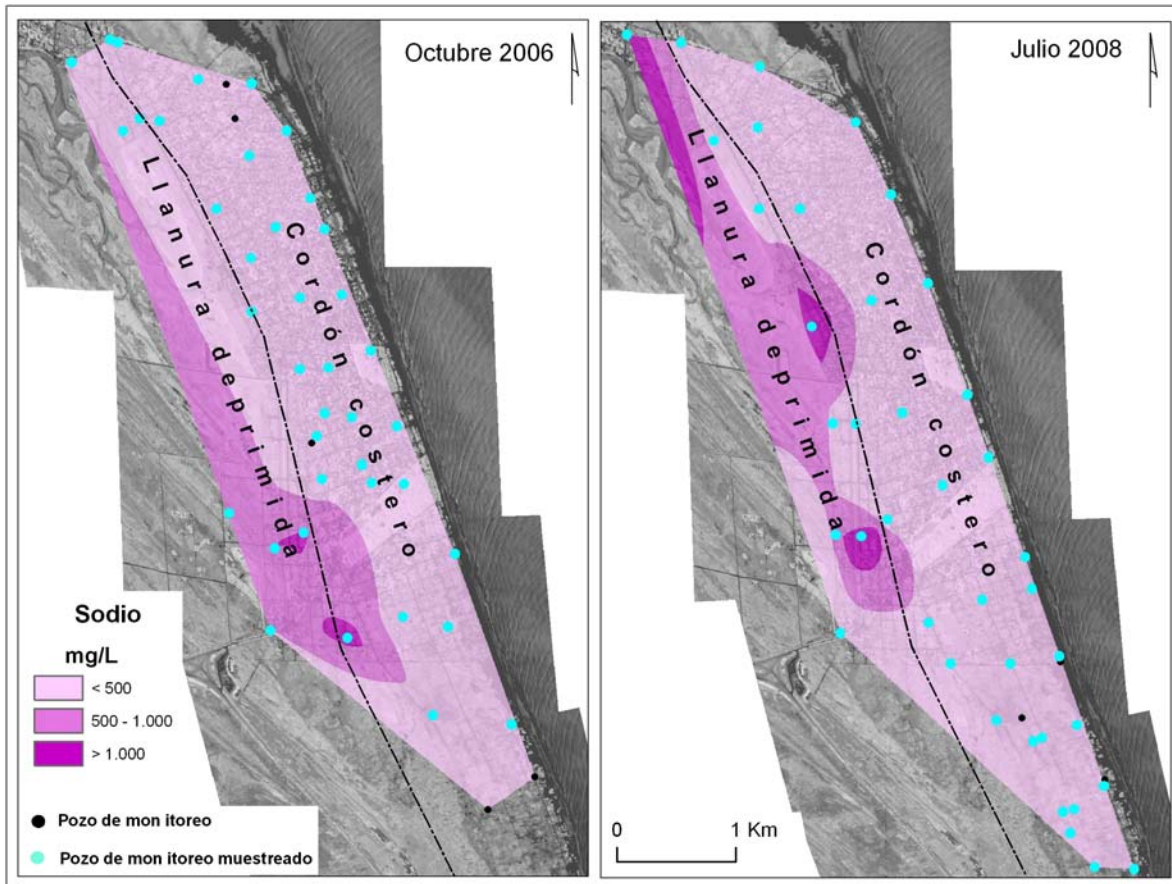 Octubre 2006
Llanura deprimida
Cordón costero
Sodio
mg/L
< 500
500 - 1.000
> 1.000
Pozo de mon itoreo
Pozo de mon itoreo muestreado
Julio 2008
Llanura deprimida
Cordón costero
0 1 Km